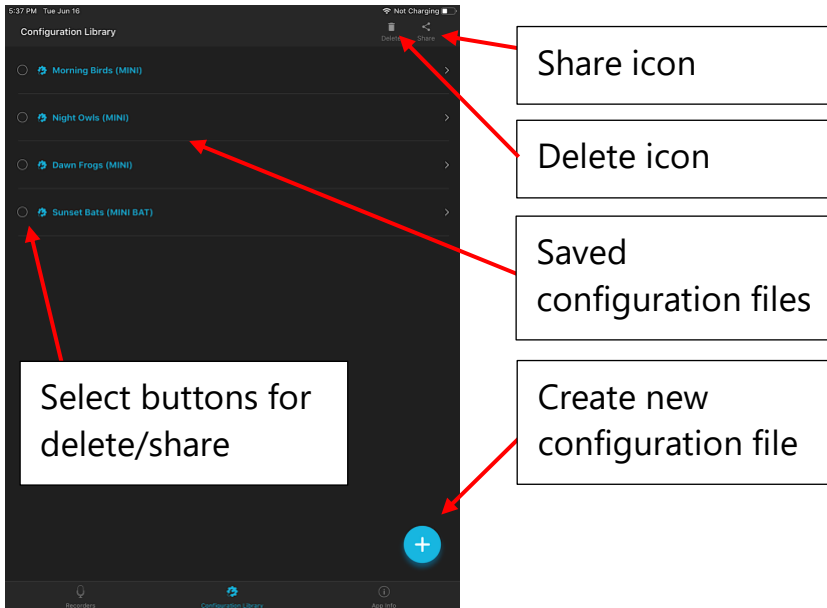 5:37 PM Tue Jun 16
Not Charging
Configuration Library
Delete
Share
Morning Birds (MINI)
Night Owls (MINI)
Dawn Frogs (MINI)
Sunset Bats (MINI BAT)
Share icon
Delete icon
Saved
configuration files
Select buttons for
delete/share
Create new
configuration file
Recorders
Configuration Library
App Info